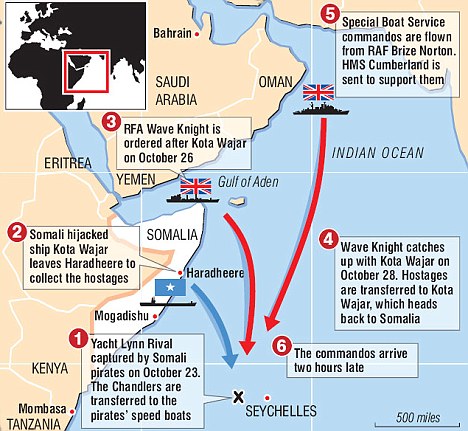 Bahrain
SAUDI
ARABIA
OMAN
5
Special Boat Service
commandos are flown
from RAF Brize Norton.
HMS Cumberland is
sent to support them
3
RFA Wave Knight is
ordered after Kota Wajar
on October 26
INDIAN OCEAN
ERITREA
YEMEN
Gulf of Aden
2
Somali hijacked
ship Kota Wajar
leaves Haradheere to
collect the hostages
SOMALIA
Haradheere
4
Wave Knight catches
up with Kota Wajar on
October 28. Hostages
are transferred to Kota
Wajar, which heads
back to Somalia
Mogadishu
1
Yacht Lynn Rival
captured by Somali
pirates on October 23.
The Chandlers are
transferred to the
pirates' speed boats
6
The commandos arrive
two hours late
KENYA
Mombasa
TANZANIA
X
SEYCHELLES
500 miles